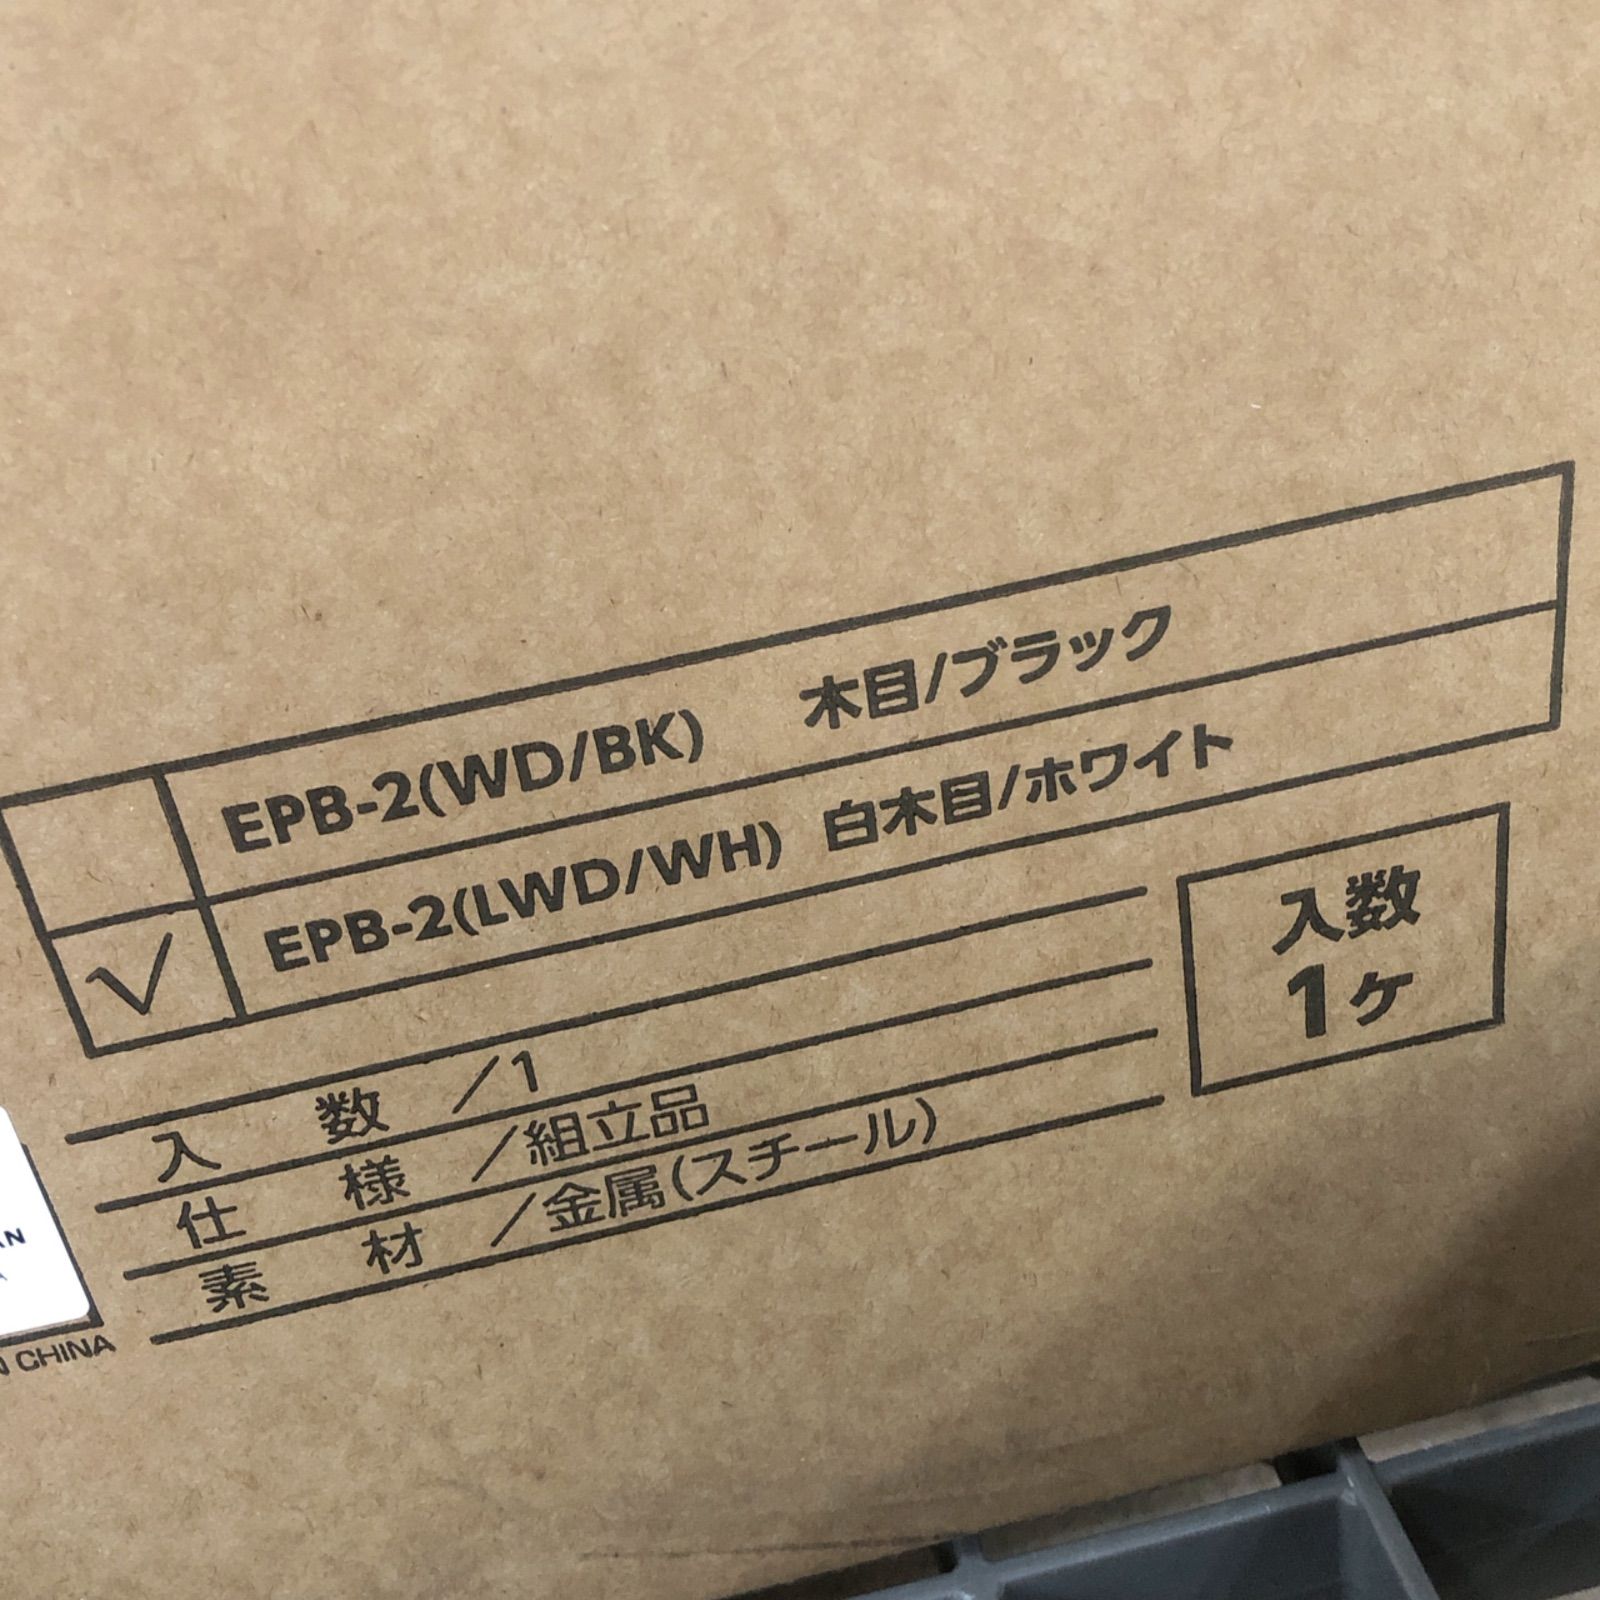 EPB-2(WD/BK) 木目/ブラック
✓ EPB-2(LWD/WH) 白木目/ホワイト
入数
1ケ
入数/1
仕様/組立品
素材/金属(スチール)
CHINA